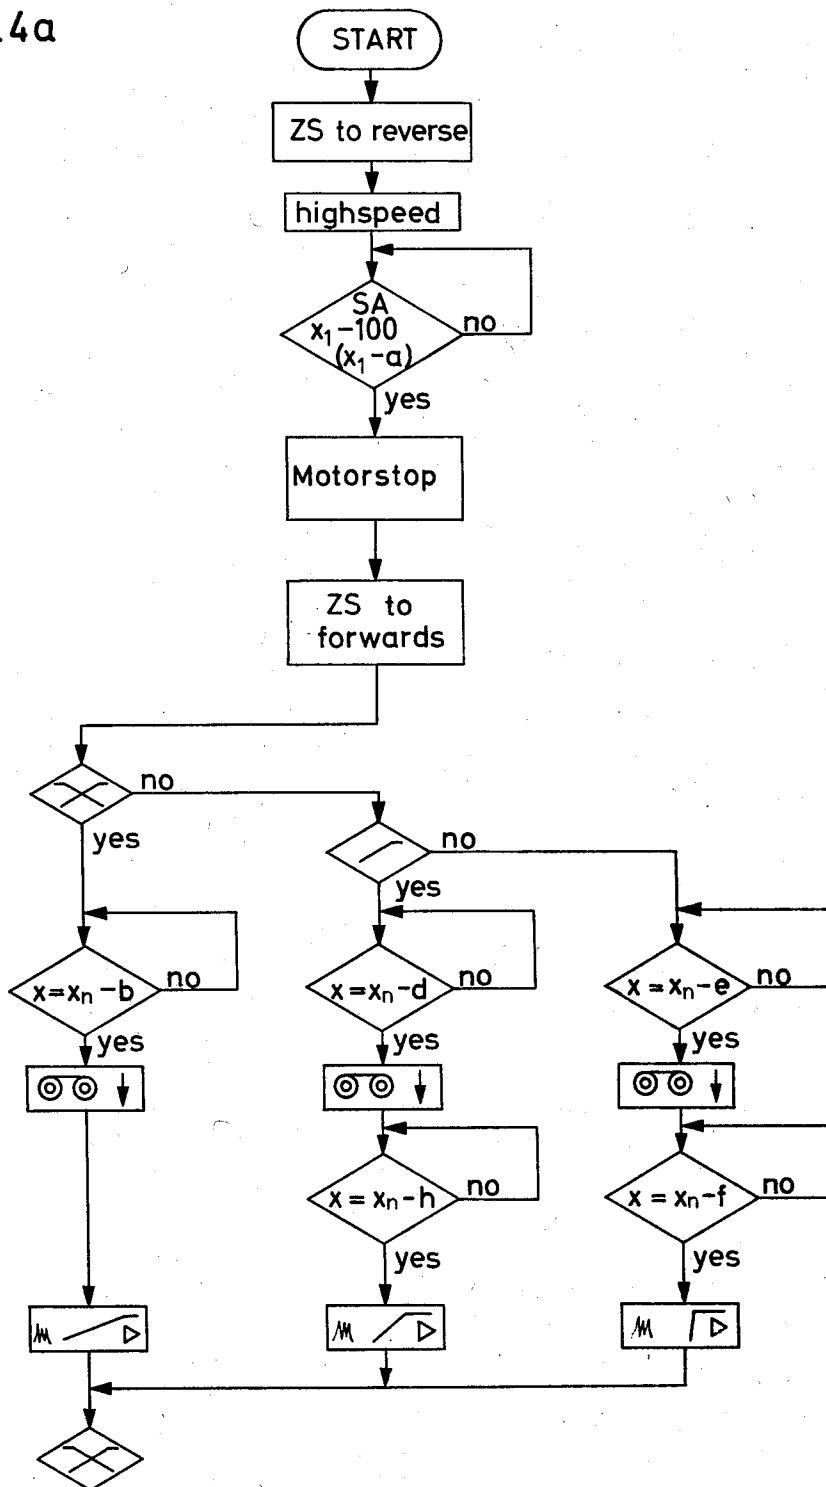 .4a
START
ZS to reverse
highspeed
SA
x₁-100
(x₁-a)
no
yes
Motorstop
ZS to
forwards
no
yes
no
yes
x=xₙ-b
no
yes
x=xₙ-d
no
yes
x=xₙ-e
no
yes
x=xₙ-h
no
yes
x=xₙ-f
no
yes